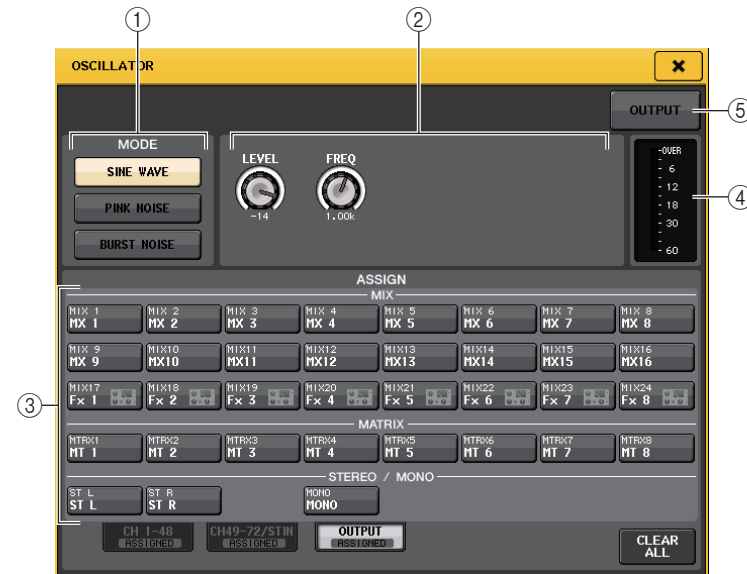 ① ②
OSCILLATOR
OUTPUT ⑤
MODE
SINE WAVE
PINK NOISE
BURST NOISE
LEVEL FREQ
-14 1.00k
-OVER
- 6
- 12
- 18
- 30
- 60
④
ASSIGN
MIX
③
MIX 1 MIX 2 MIX 3 MIX 4 MIX 5 MIX 6 MIX 7 MIX 8
MX 1 MX 2 MX 3 MX 4 MX 5 MX 6 MX 7 MX 8
MIX 9 MIX10 MIX11 MIX12 MIX13 MIX14 MIX15 MIX16
MX 9 MX10 MX11 MX12 MX13 MX14 MX15 MX16
MIX17 MIX18 MIX19 MIX20 MIX21 MIX22 MIX23 MIX24
Fx 1 Fx 2 Fx 3 Fx 4 Fx 5 Fx 6 Fx 7 Fx 8
MATRIX
MTRX1 MTRX2 MTRX3 MTRX4 MTRX5 MTRX6 MTRX7 MTRX8
MT 1 MT 2 MT 3 MT 4 MT 5 MT 6 MT 7 MT 8
STEREO / MONO
ST L ST R MONO
ST L ST R MONO
CH 1-48 CH49-72/STIN OUTPUT
ASSIGNED ASSIGNED ASSIGNED
CLEAR
ALL